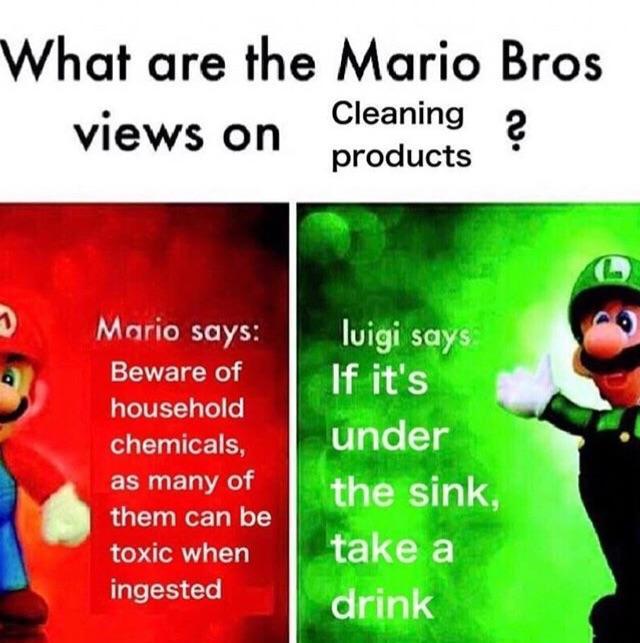 What are the Mario Bros
views on Cleaning products ?
Mario says:
Beware of
household
chemicals,
as many of
them can be
toxic when
ingested
luigi says:
If it's
under
the sink,
take a
drink
M
L